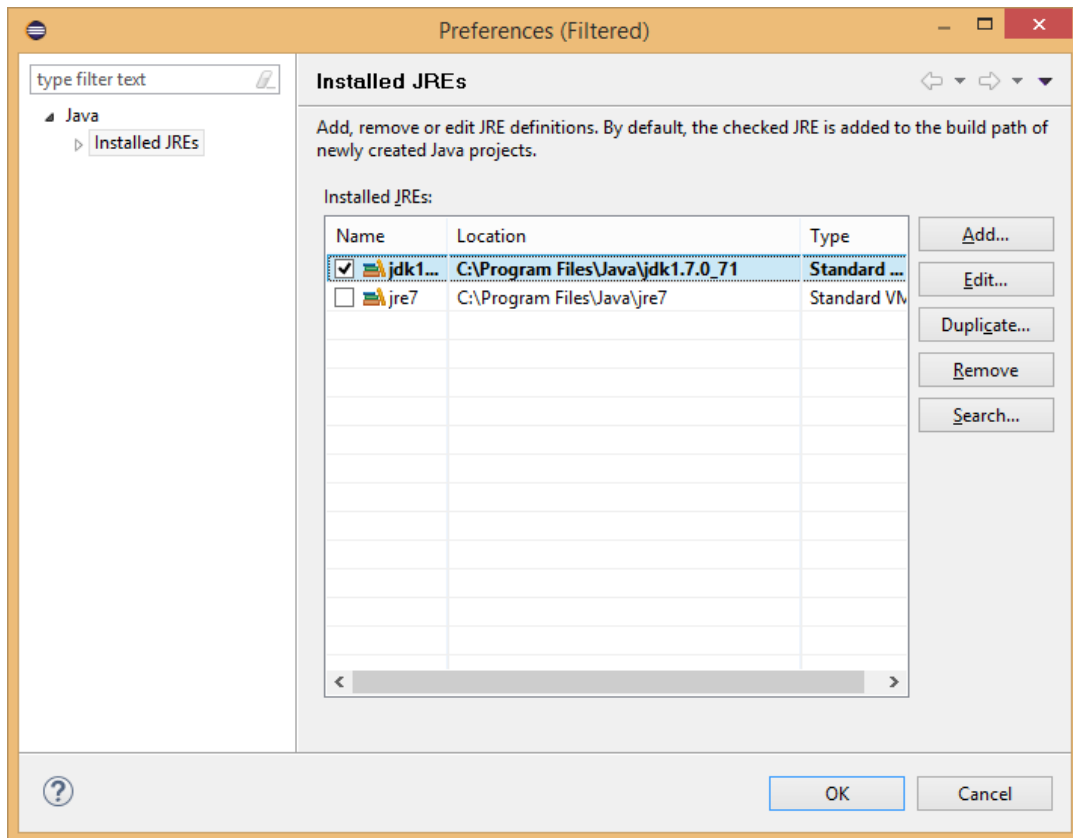 Preferences (Filtered)
type filter text
Java
Installed JREs
Installed JREs
Add, remove or edit JRE definitions. By default, the checked JRE is added to the build path of
newly created Java projects.
Installed JREs:
Name Location Type
jdk1... C:\Program Files\Java\jdk1.7.0_71 Standard ...
jre7 C:\Program Files\Java\jre7 Standard VM
Add...
Edit...
Duplicate...
Remove
Search...
OK Cancel